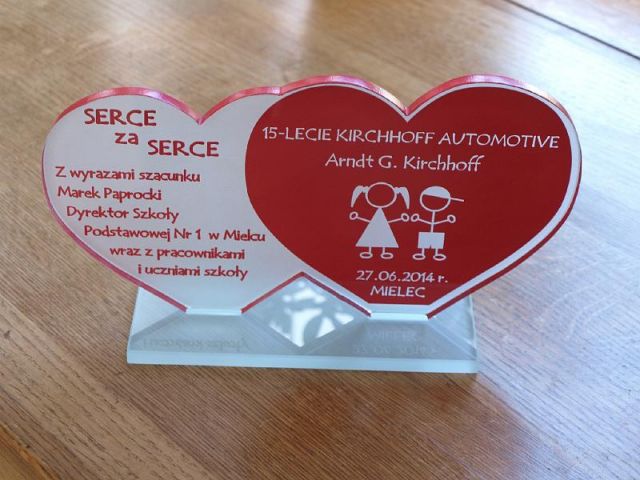 SERCE
za
SERCE
Z wyrazami szacunku
Marek Paprocki
Dyrektor Szkoły
Podstawowej Nr 1 w Mielcu
wraz z pracownikami
i uczniami szkoły
15-LECIE KIRCHHOFF AUTOMOTIVE
Arndt G. Kirchhoff
27.06.2014 r.
MIELEC